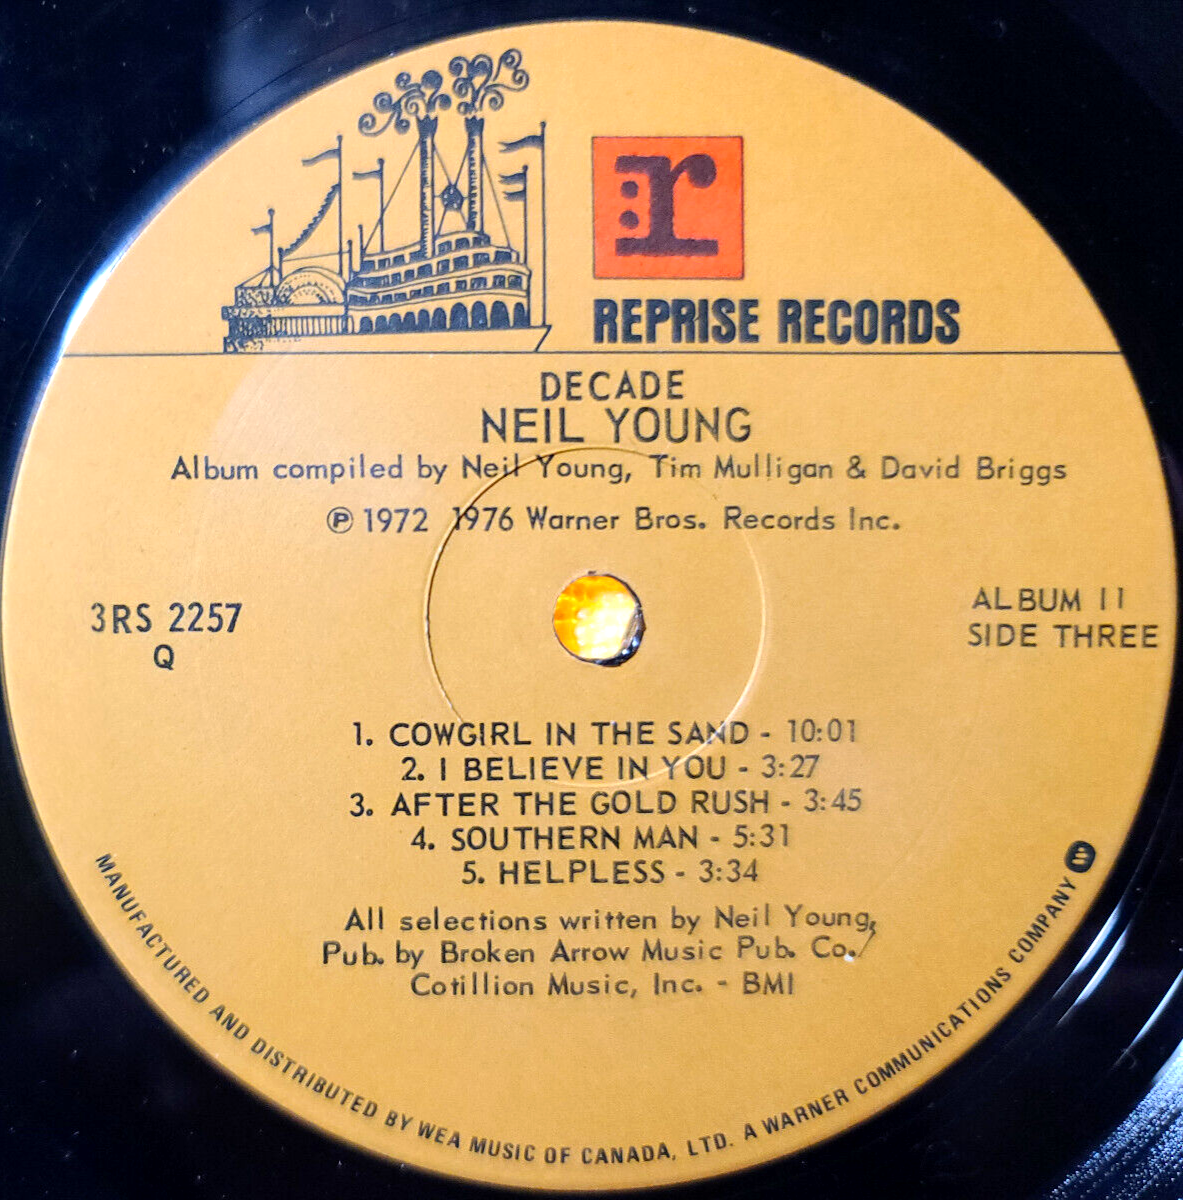 r
REPRISE RECORDS
DECADE
NEIL YOUNG
Album compiled by Neil Young, Tim Mulligan & David Briggs
℗ 1972 1976 Warner Bros. Records Inc.
3RS 2257
Q
ALBUM 11
SIDE THREE
1. COWGIRL IN THE SAND - 10:01
2. I BELIEVE IN YOU - 3:27
3. AFTER THE GOLD RUSH - 3:45
4. SOUTHERN MAN - 5:31
5. HELPLESS - 3:34
All selections written by Neil Young,
Pub. by Broken Arrow Music Pub. Co./
Cotillion Music, Inc. - BMI
MANUFACTURED AND DISTRIBUTED BY WEA MUSIC OF CANADA, LTD. A WARNER COMMUNICATIONS COMPANY